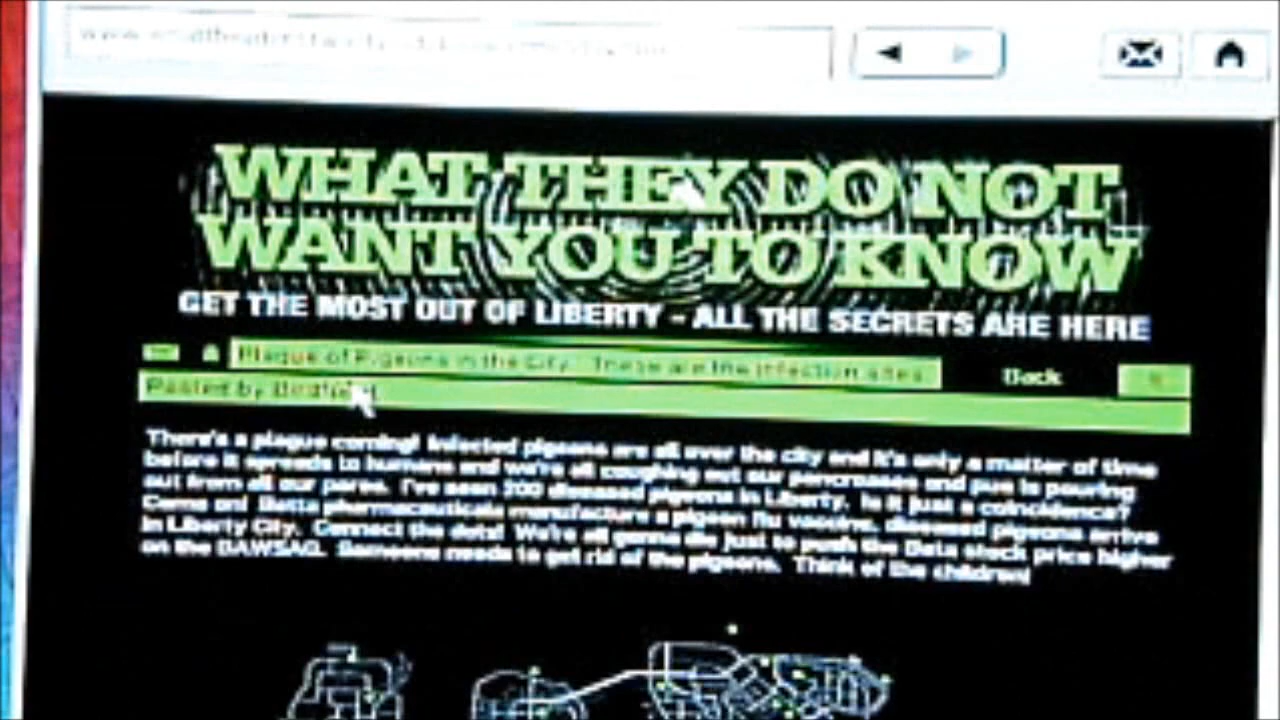 WHAT THEY DO NOT
WANT YOU TO KNOW
GET THE MOST OUT OF LIBERTY - ALL THE SECRETS ARE HERE
Plague of Pigeons in the City. These are the infection sites
Back
Posted by
There's a plague coming! Infected pigeons are all over the city and it's only a matter of time
before it spreads to humans and we're all coughing out our pancreases and pus is pouring
out from all our pores. I've seen 200 diseased pigeons in Liberty. Is it just a coincidence?
Come on! Betta pharmaceuticals manufacture a pigeon flu vaccine, diseased pigeons arrive
in Liberty City. Connect the dots! We're all gonna die just to push the Beta stock price higher
on the BAWSAQ. Someone needs to get rid of the pigeons. Think of the children!